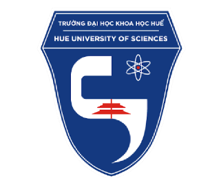 TRƯỜNG ĐẠI HỌC KHOA HỌC HUẾ
HUE UNIVERSITY OF SCIENCES